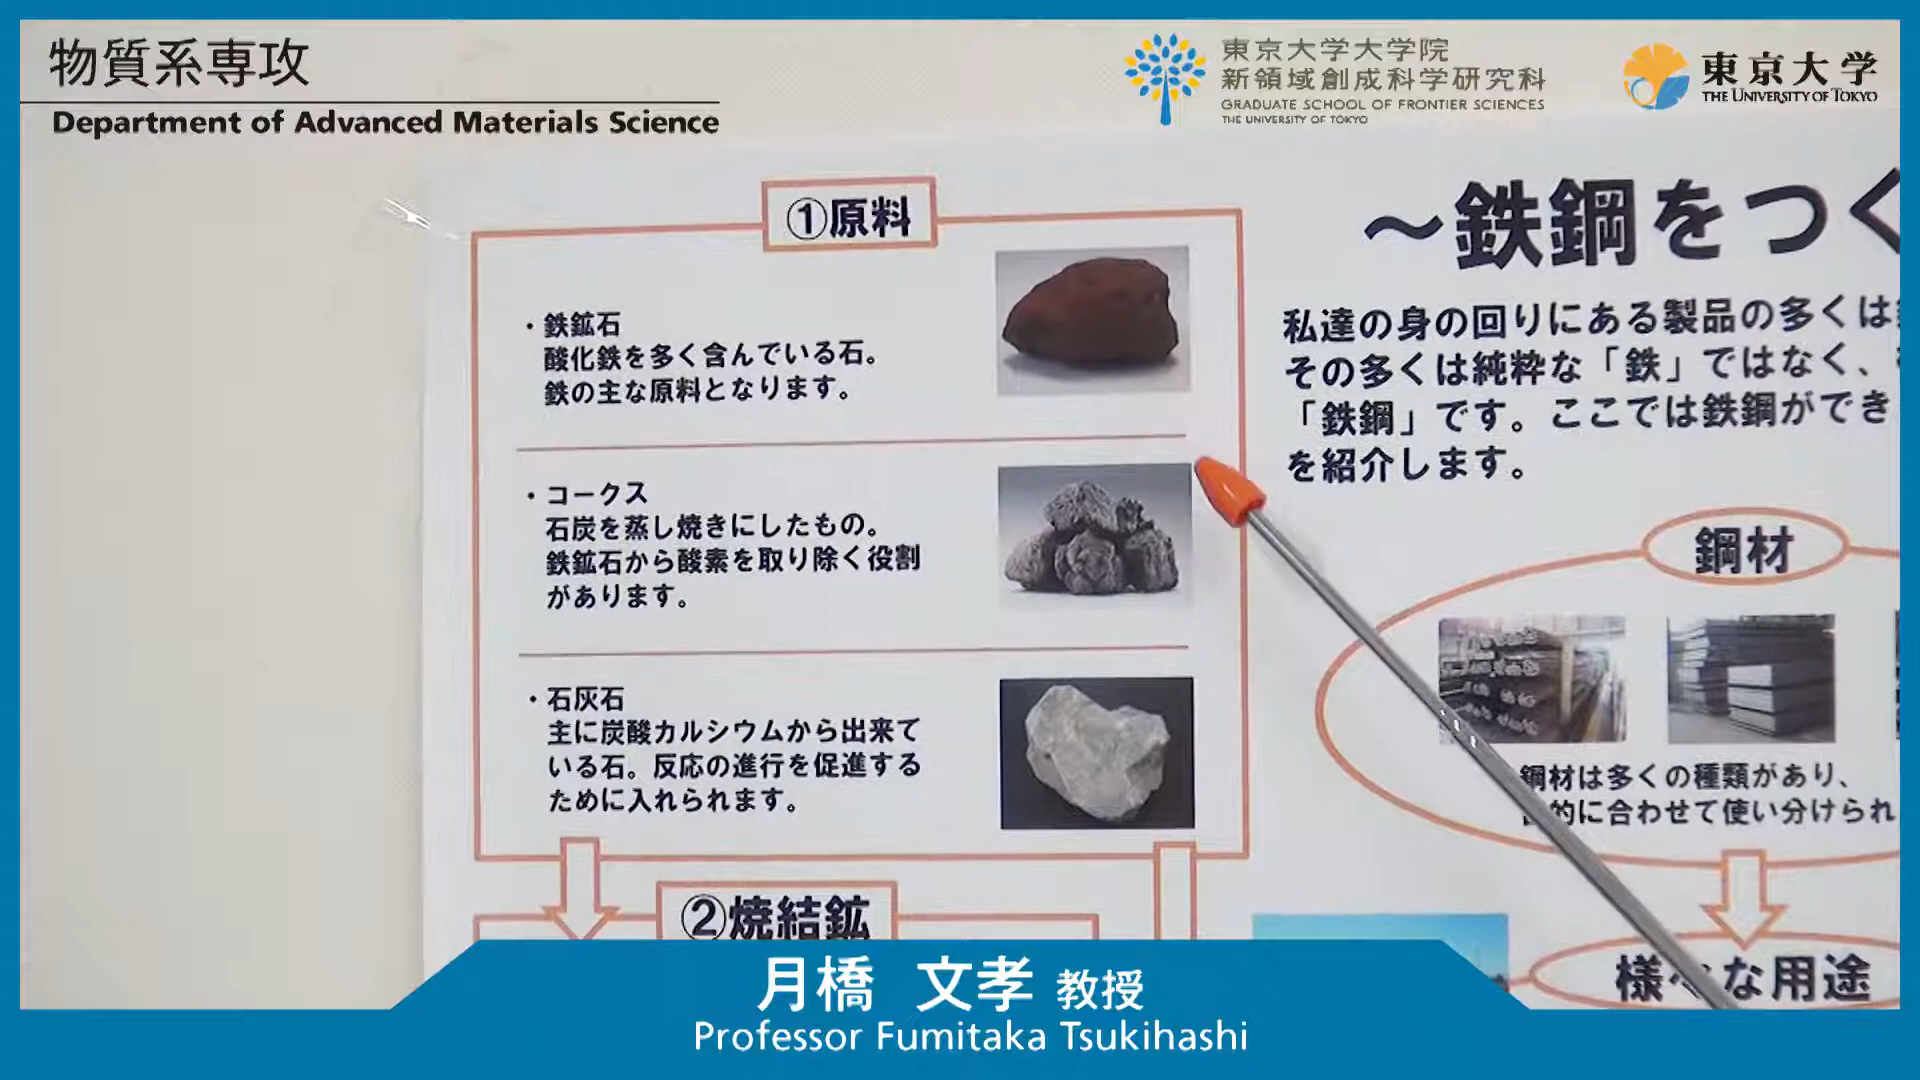 物質系専攻
Department of Advanced Materials Science
東京大学大学院
新領域創成科学研究科
GRADUATE SCHOOL OF FRONTIER SCIENCES
THE UNIVERSITY OF TOKYO
東京大学
THE UNIVERSITY OF TOKYO
①原料
・鉄鉱石
酸化鉄を多く含んでいる石。
鉄の主な原料となります。
・コークス
石炭を蒸し焼きにしたもの。
鉄鉱石から酸素を取り除く役割
があります。
・石灰石
主に炭酸カルシウムから出来て
いる石。反応の進行を促進する
ために入れられます。
②焼結鉱
～鉄鋼をつく
私達の身の回りにある製品の多くは
その多くは純粋な「鉄」ではなく、
「鉄鋼」です。ここでは鉄鋼ができ
を紹介します。
鋼材
鋼材は多くの種類があり、
的に合わせて使い分けられ
様々な用途
月橋 文孝 教授
Professor Fumitaka Tsukihashi